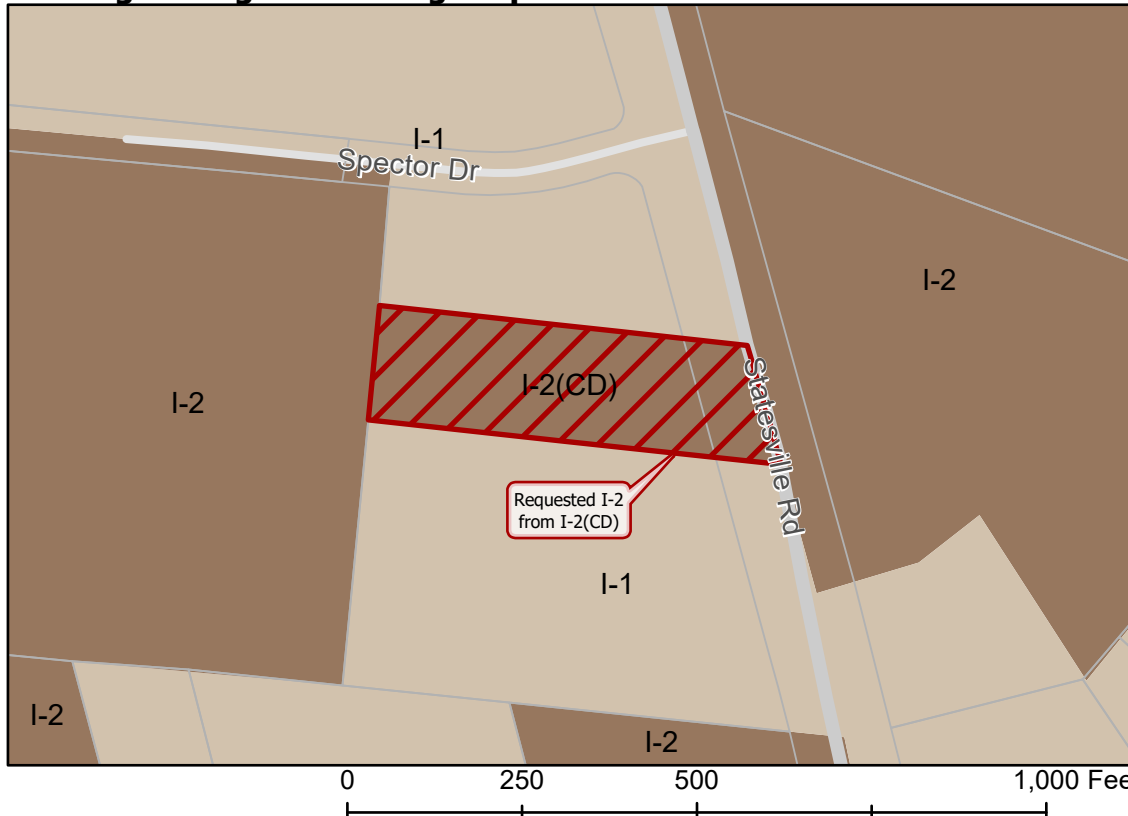 I-1
Spector Dr
I-2
I-2(CD)
I-2
Statesville Rd
Requested I-2
from I-2(CD)
I-1
I-2
I-2
0 250 500 1,000 Fee